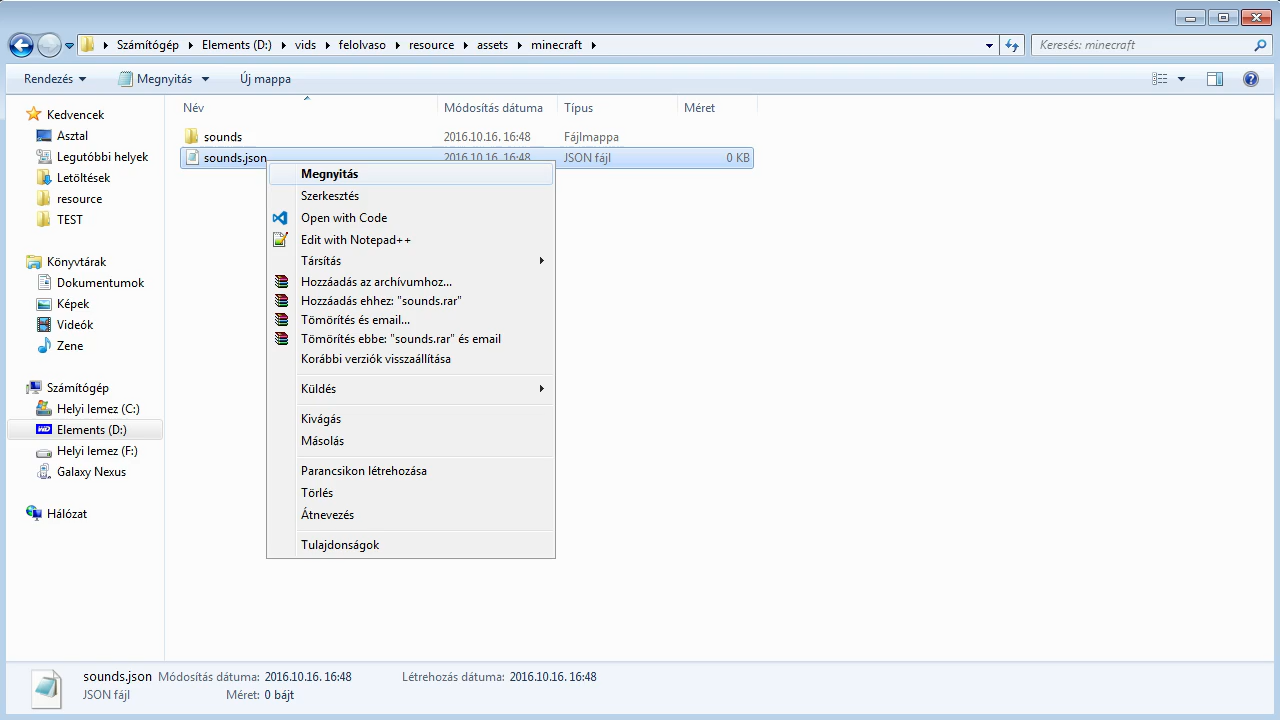 Számítógép Elements (D:) vids felolvaso resource assets minecraft Keresés: minecraft
Rendezés Megnyitás Új mappa
Név Módosítás dátuma Típus Méret
sounds 2016.10.16. 16:48 Fájlmappa
sounds.json 2016.10.16. 16:48 JSON fájl 0 KB
Megnyitás
Szerkesztés
Open with Code
Edit with Notepad++
Társítás
Hozzáadás az archívumhoz...
Hozzáadás ehhez: "sounds.rar"
Tömörítés és email...
Tömörítés ebbe: "sounds.rar" és email
Korábbi verziók visszaállítása
Küldés
Kivágás
Másolás
Parancsikon létrehozása
Törlés
Átnevezés
Tulajdonságok
Kedvencek
Asztal
Legutóbbi helyek
Letöltések
resource
TEST
Könyvtárak
Dokumentumok
Képek
Videók
Zene
Számítógép
Helyi lemez (C:)
WD Elements (D:)
Helyi lemez (F:)
Galaxy Nexus
Hálózat
sounds.json Módosítás dátuma: 2016.10.16. 16:48 Létrehozás dátuma: 2016.10.16. 16:48
JSON fájl Méret: 0 bájt